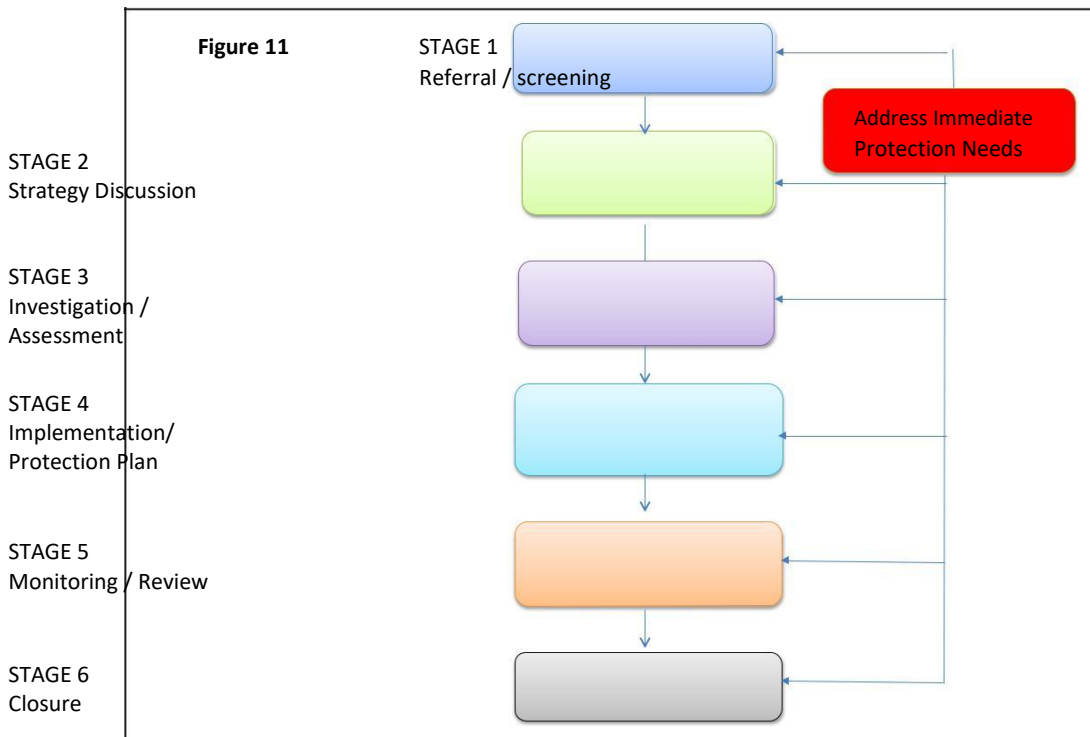 Figure 11
STAGE 1
Referral / screening
Address Immediate
Protection Needs
STAGE 2
Strategy Discussion
STAGE 3
Investigation /
Assessment
STAGE 4
Implementation/
Protection Plan
STAGE 5
Monitoring / Review
STAGE 6
Closure